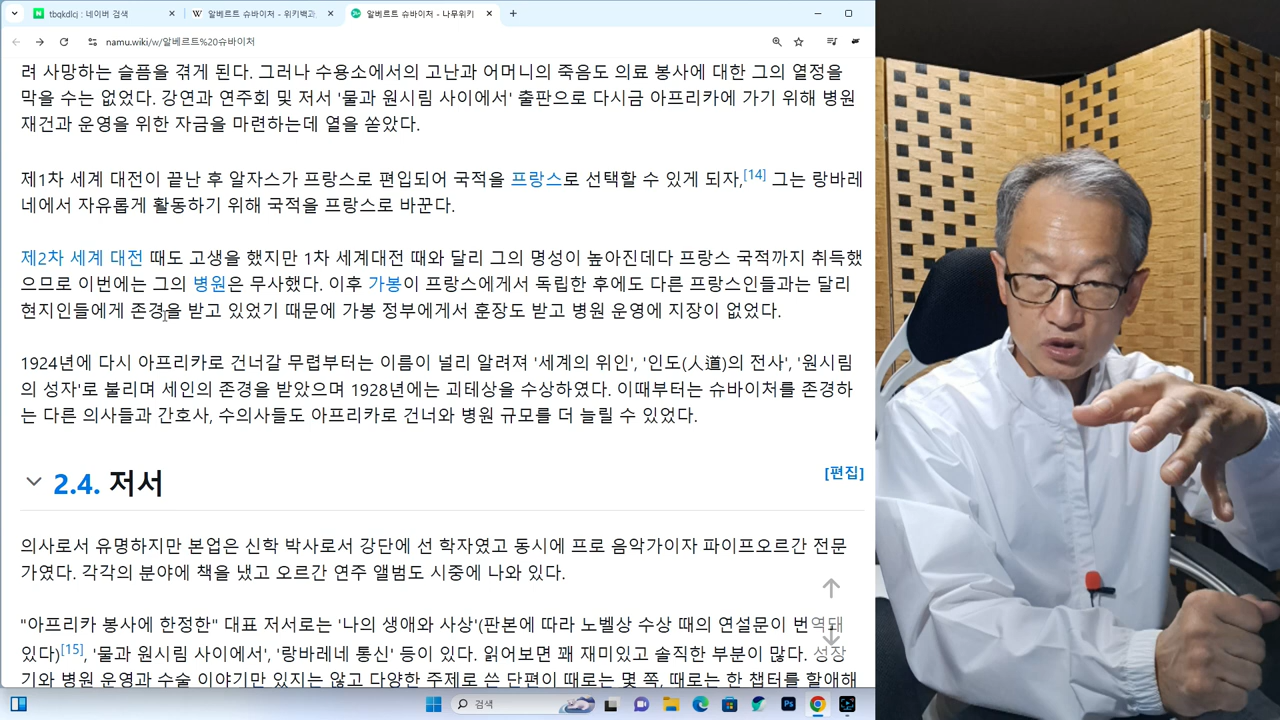 tbqkdlcj : 네이버 검색
알베르트 슈바이처 - 위키백과
알베르트 슈바이처 - 나무위키
namu.wiki/w/알베르트%20슈바이처
려 사망하는 슬픔을 겪게 된다. 그러나 수용소에서의 고난과 어머니의 죽음도 의료 봉사에 대한 그의 열정을
막을 수는 없었다. 강연과 연주회 및 저서 '물과 원시림 사이에서' 출판으로 다시금 아프리카에 가기 위해 병원
재건과 운영을 위한 자금을 마련하는데 열을 쏟았다.
제1차 세계 대전이 끝난 후 알자스가 프랑스로 편입되어 국적을 프랑스로 선택할 수 있게 되자,[14] 그는 랑바레
네에서 자유롭게 활동하기 위해 국적을 프랑스로 바꾼다.
제2차 세계 대전 때도 고생을 했지만 1차 세계대전 때와 달리 그의 명성이 높아진데다 프랑스 국적까지 취득했
으므로 이번에는 그의 병원은 무사했다. 이후 가봉이 프랑스에게서 독립한 후에도 다른 프랑스인들과는 달리
현지인들에게 존경을 받고 있었기 때문에 가봉 정부에게서 훈장도 받고 병원 운영에 지장이 없었다.
1924년에 다시 아프리카로 건너갈 무렵부터는 이름이 널리 알려져 '세계의 위인', '인도(人道)의 전사', '원시림
의 성자'로 불리며 세인의 존경을 받았으며 1928년에는 괴테상을 수상하였다. 이때부터는 슈바이처를 존경하
는 다른 의사들과 간호사, 수의사들도 아프리카로 건너와 병원 규모를 더 늘릴 수 있었다.
2.4. 저서
[편집]
의사로서 유명하지만 본업은 신학 박사로서 강단에 선 학자였고 동시에 프로 음악가이자 파이프오르간 전문
가였다. 각각의 분야에 책을 냈고 오르간 연주 앨범도 시중에 나와 있다.
"아프리카 봉사에 한정한" 대표 저서로는 '나의 생애와 사상'(판본에 따라 노벨상 수상 때의 연설문이 번역돼
있다)[15], '물과 원시림 사이에서', '랑바레네 통신' 등이 있다. 읽어보면 꽤 재미있고 솔직한 부분이 많다. 성장
기와 병원 운영과 수술 이야기만 있지는 않고 다양한 주제로 쓴 단편이 때로는 몇 쪽, 때로는 한 챕터를 할애해
검색
Ps